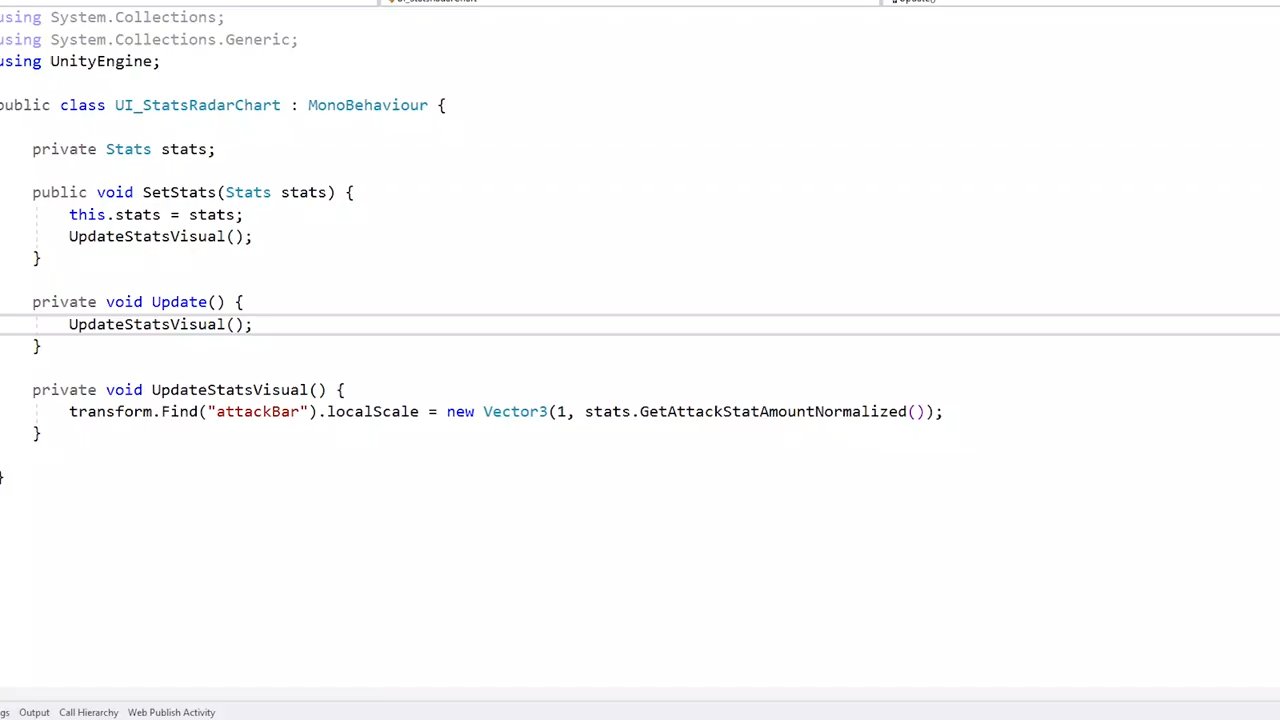 using System.Collections;
using System.Collections.Generic;
using UnityEngine;
public class UI_StatsRadarChart : MonoBehaviour {
private Stats stats;
public void SetStats(Stats stats) {
this.stats = stats;
UpdateStatsVisual();
}
private void Update() {
UpdateStatsVisual();
}
private void UpdateStatsVisual() {
transform.Find("attackBar").localScale = new Vector3(1, stats.GetAttackStatAmountNormalized());
}
}
Output Call Hierarchy Web Publish Activity